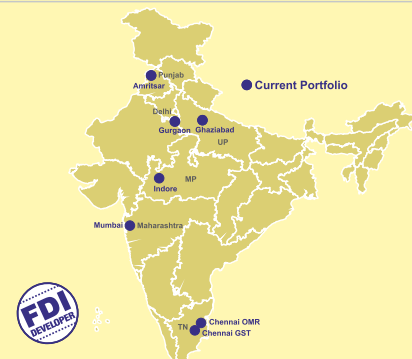 Punjab
Amritsar
Current Portfolio
Delhi
Gurgaon
Ghaziabad
UP
MP
Indore
Mumbai
Maharashtra
FDI
DEVELOPER
TN
Chennai OMR
Chennai GST